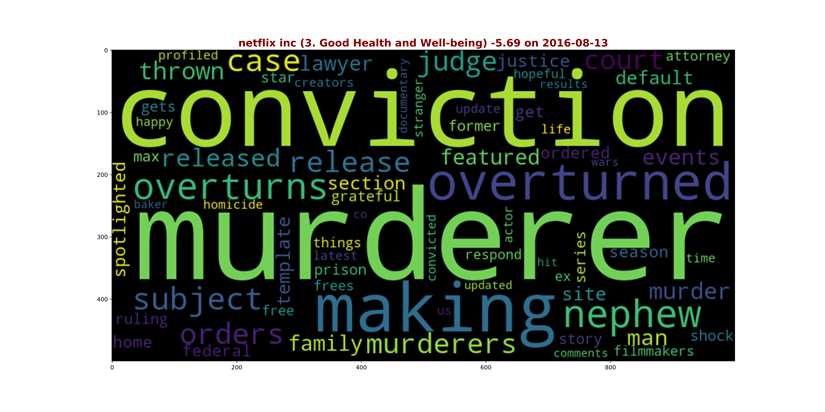 netflix inc (3. Good Health and Well-being) -5.69 on 2016-08-13
0
100
200
300
400
0
200
400
600
800
profiled
case
lawyer
judge
justice
court
attorney
thrown
star
creators
documentary
hopeful
results
default
conviction
gets
happy
stranger
update
get
former
life
max
released
release
featured
ordered
wars
events
spotlighted
overturns
section
grateful
overturned
baker
homicide
co
murderer
template
things
latest
prison
frees
convicted
actor
respond
hit
series
season
time
ex
updated
subject
free
making
us
site
murder
nephew
ruling
orders
home
federal
family
murderers
story
man
shock
comments
filmmakers